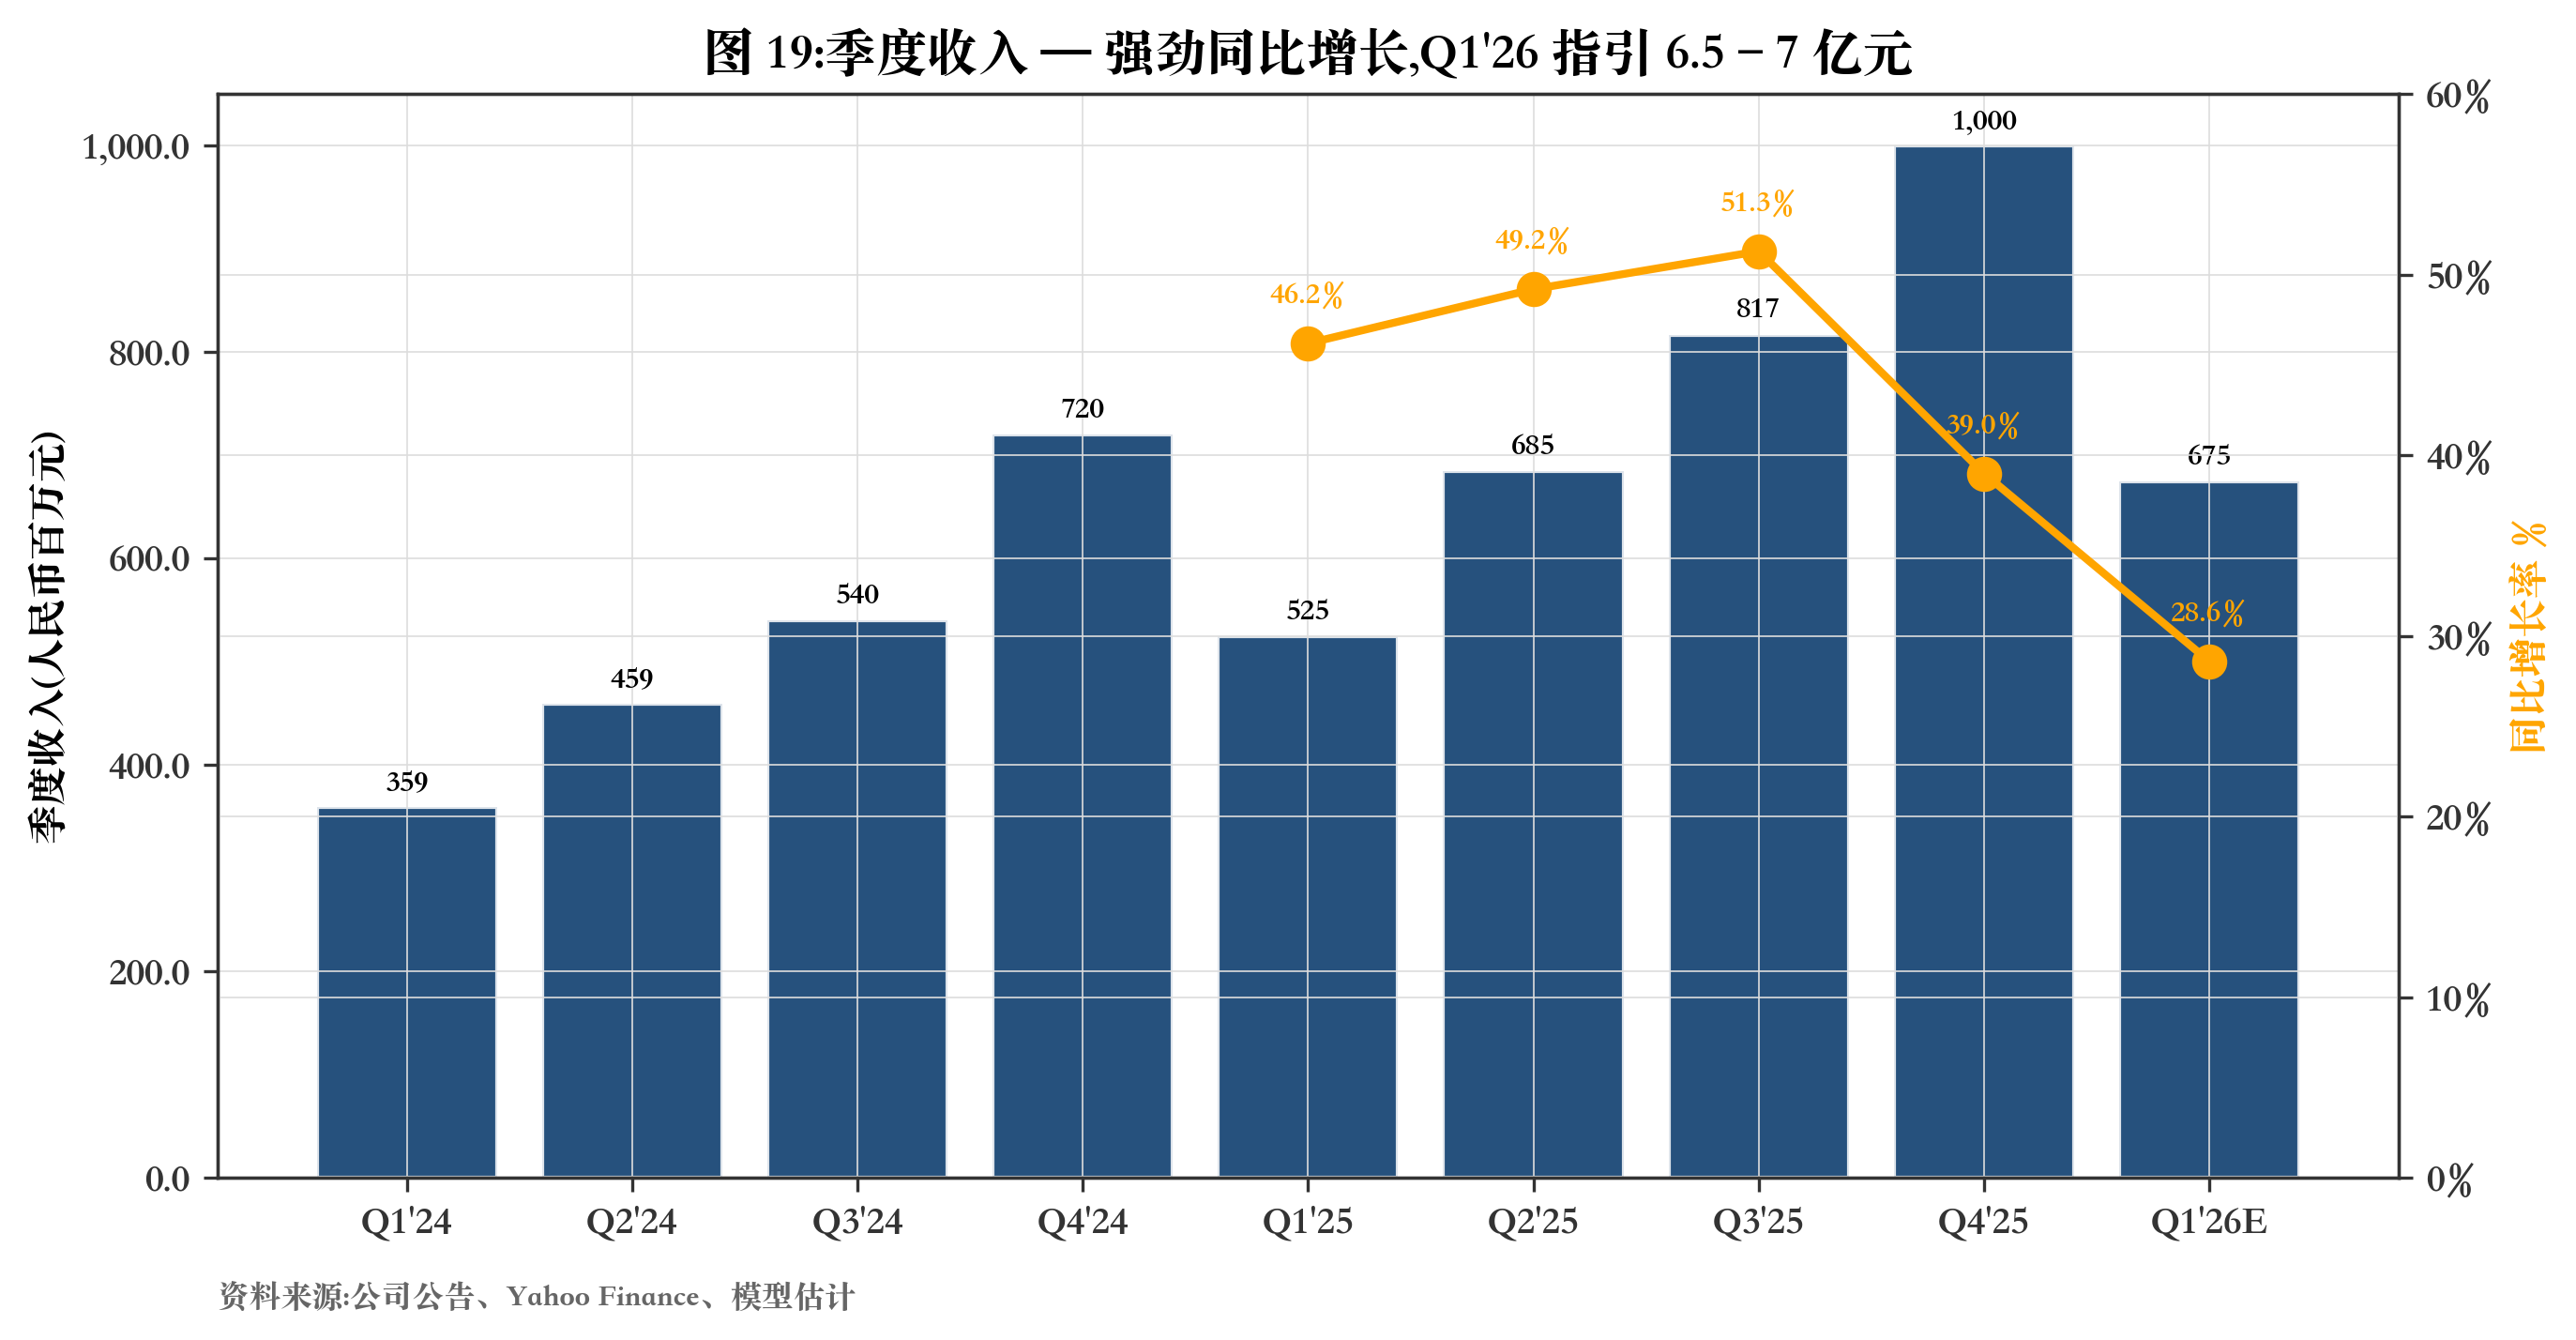 图 19:季度收入 — 强劲同比增长,Q1'26 指引 6.5 – 7 亿元
季度收入(人民币百万元)
1,000.0
800.0
600.0
400.0
200.0
0.0
359
459
540
720
525
685
817
1,000
675
46.2%
49.2%
51.3%
39.0%
28.6%
60%
50%
40%
30%
20%
10%
0%
同比增长率 %
Q1'24
Q2'24
Q3'24
Q4'24
Q1'25
Q2'25
Q3'25
Q4'25
Q1'26E
资料来源:公司公告、Yahoo Finance、模型估计